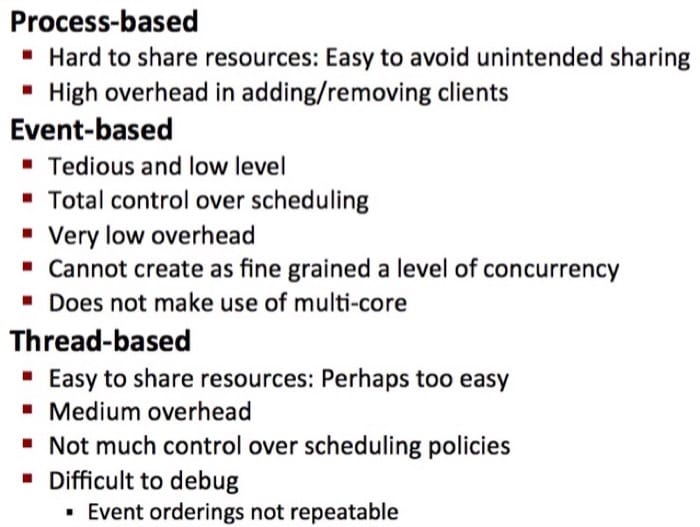 Process-based
▪ Hard to share resources: Easy to avoid unintended sharing
▪ High overhead in adding/removing clients
Event-based
▪ Tedious and low level
▪ Total control over scheduling
▪ Very low overhead
▪ Cannot create as fine grained a level of concurrency
▪ Does not make use of multi-core
Thread-based
▪ Easy to share resources: Perhaps too easy
▪ Medium overhead
▪ Not much control over scheduling policies
▪ Difficult to debug
▪ Event orderings not repeatable